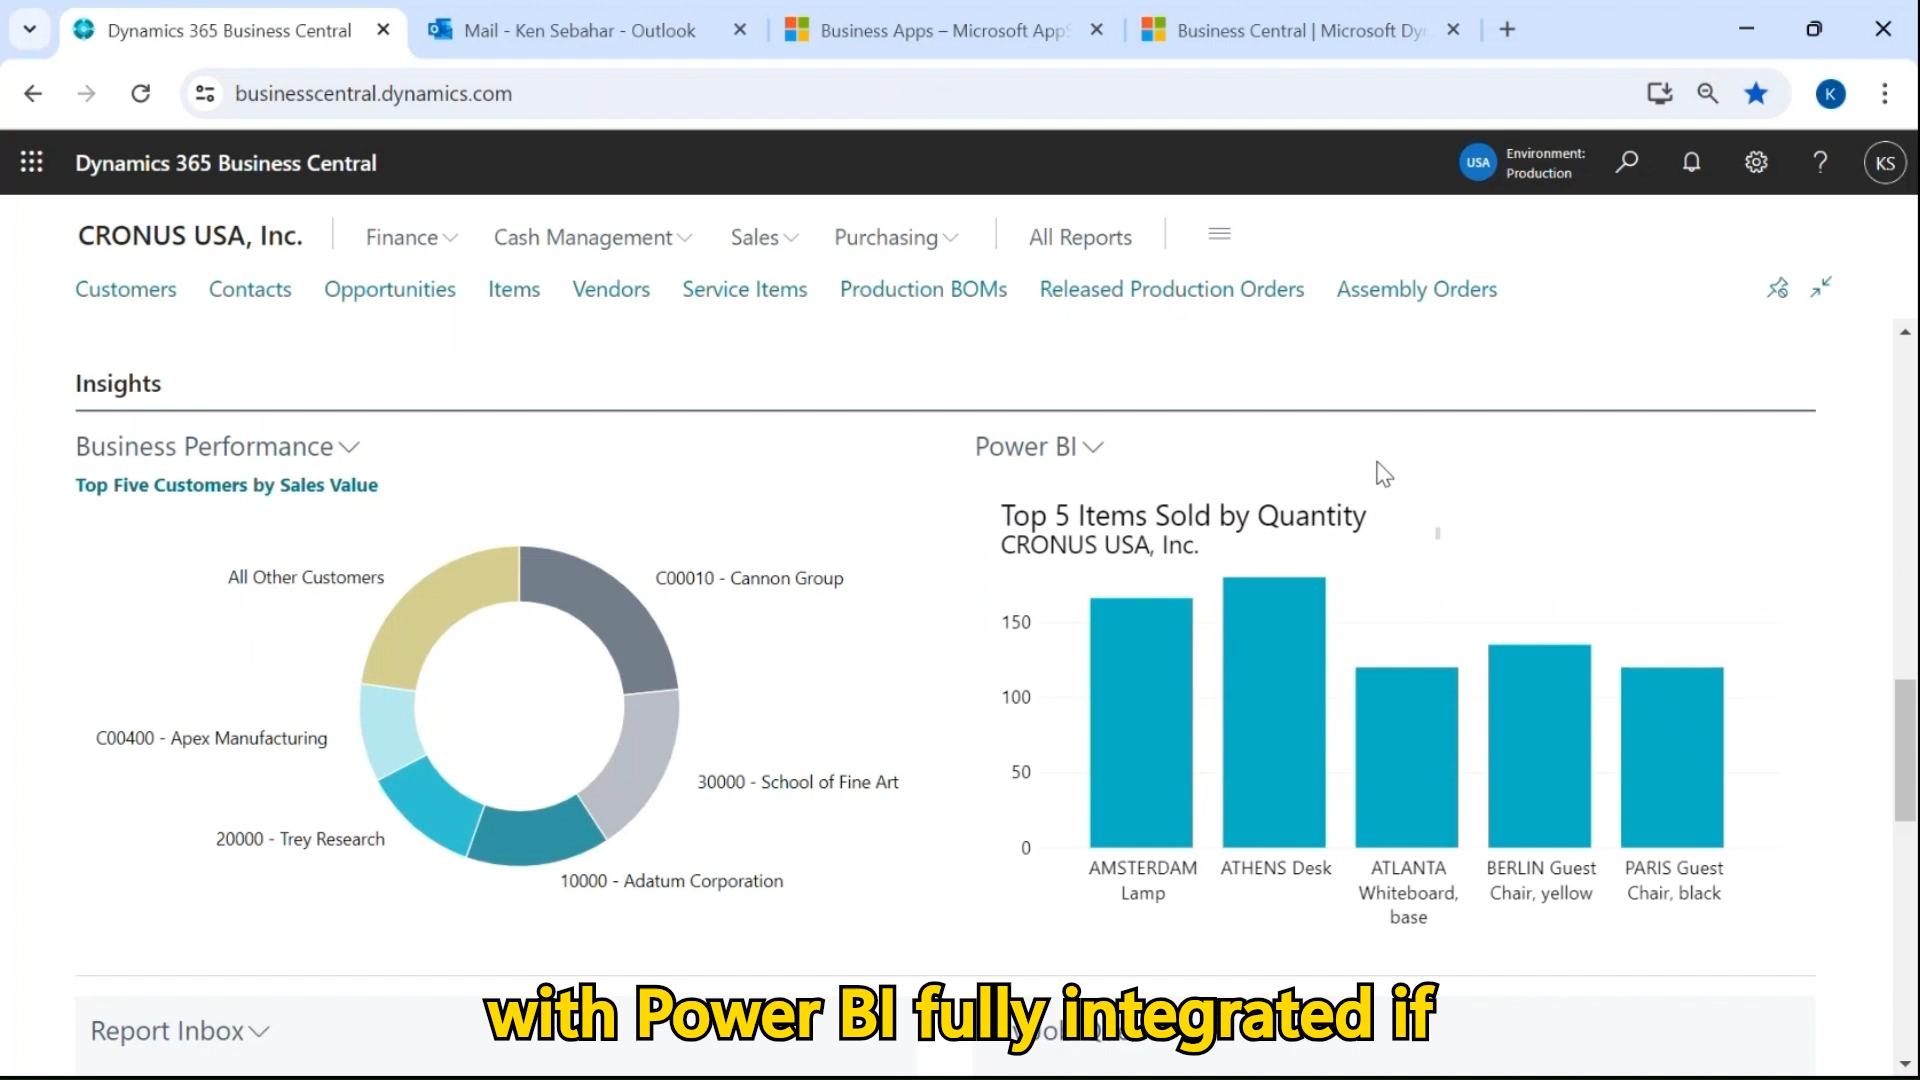 Dynamics 365 Business Central
Mail - Ken Sebahar - Outlook
Business Apps – Microsoft App
Business Central | Microsoft Dy
businesscentral.dynamics.com
K
Dynamics 365 Business Central
USA
Environment:
Production
KS
CRONUS USA, Inc.
Finance
Cash Management
Sales
Purchasing
All Reports
Customers
Contacts
Opportunities
Items
Vendors
Service Items
Production BOMs
Released Production Orders
Assembly Orders
Insights
Business Performance
Top Five Customers by Sales Value
All Other Customers
C00010 - Cannon Group
C00400 - Apex Manufacturing
30000 - School of Fine Art
20000 - Trey Research
10000 - Adatum Corporation
Power BI
Top 5 Items Sold by Quantity
CRONUS USA, Inc.
150
100
50
0
AMSTERDAM
Lamp
ATHENS Desk
ATLANTA
Whiteboard,
base
BERLIN Guest
Chair, yellow
PARIS Guest
Chair, black
Report Inbox
with Power BI fully integrated if